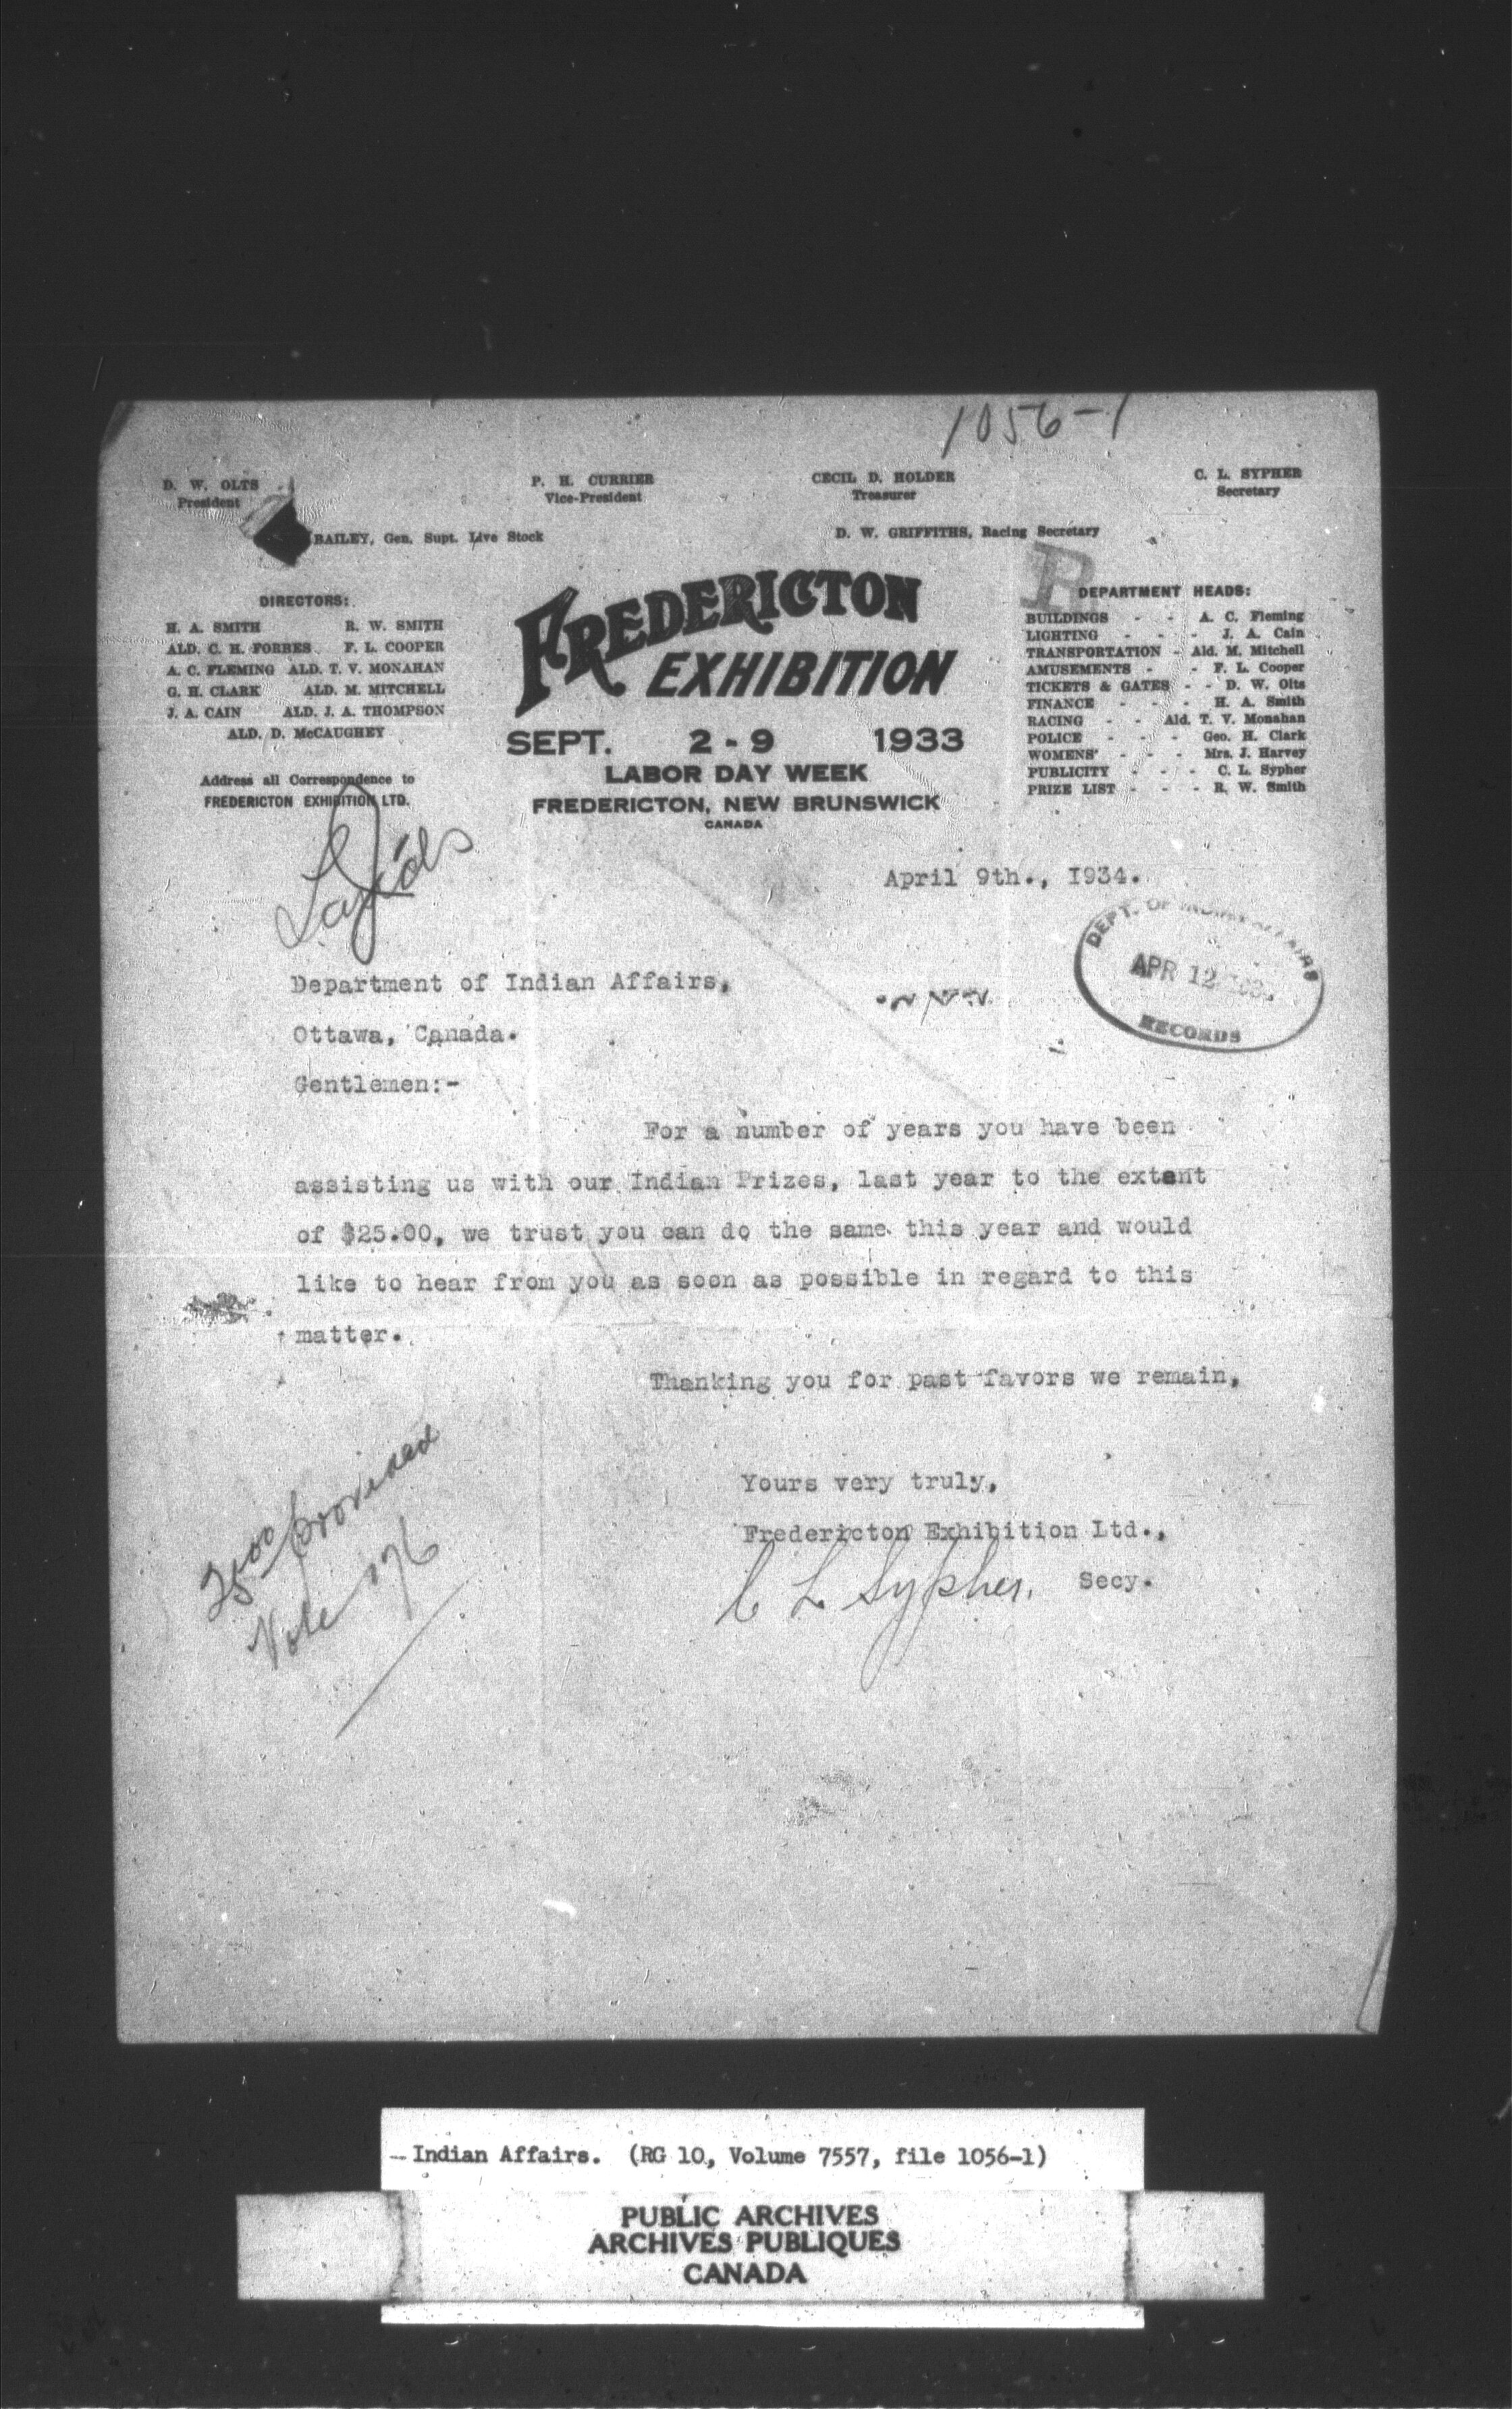 1056-1
D. W. OLTS
President
P. H. CURRIER
Vice-President
CECIL D. HOLDER
Treasurer
C. L. SYPHER
Secretary
BAILEY, Gen. Supt. Live Stock
D. W. GRIFFITHS, Racing Secretary
DIRECTORS:
H. A. SMITH R. W. SMITH
ALD. C. H. FORBES F. L. COOPER
A. C. FLEMING ALD. T. V. MONAHAN
G. H. CLARK ALD. M. MITCHELL
J. A. CAIN ALD. J. A. THOMPSON
ALD. D. McCAUGHEY
Address all Correspondence to
FREDERICTON EXHIBITION LTD.
FREDERICTON
EXHIBITION
SEPT. 2 - 9 1933
LABOR DAY WEEK
FREDERICTON, NEW BRUNSWICK
CANADA
R
DEPARTMENT HEADS:
BUILDINGS - - A. C. Fleming
LIGHTING - - - J. A. Cain
TRANSPORTATION - Ald. M. Mitchell
AMUSEMENTS - - F. L. Cooper
TICKETS & GATES - - D. W. Olts
FINANCE - - - H. A. Smith
RACING - - Ald. T. V. Monahan
POLICE - - - Geo. H. Clark
WOMENS' - - - Mrs. J. Harvey
PUBLICITY - - - C. L. Sypher
PRIZE LIST - - - R. W. Smith
April 9th., 1934.
DEPT. OF INDIAN AFFAIRS
APR 12
RECORDS
Department of Indian Affairs,
Ottawa, Canada.
Gentlemen:-
For a number of years you have been
assisting us with our Indian Prizes, last year to the extent
of $25.00, we trust you can do the same this year and would
like to hear from you as soon as possible in regard to this
matter.
Thanking you for past favors we remain,
Yours very truly,
Fredericton Exhibition Ltd.,
C L Sypher, Secy.
25.00 provided
Vote 176
Indian Affairs. (RG 10, Volume 7557, file 1056-1)
PUBLIC ARCHIVES
ARCHIVES PUBLIQUES
CANADA